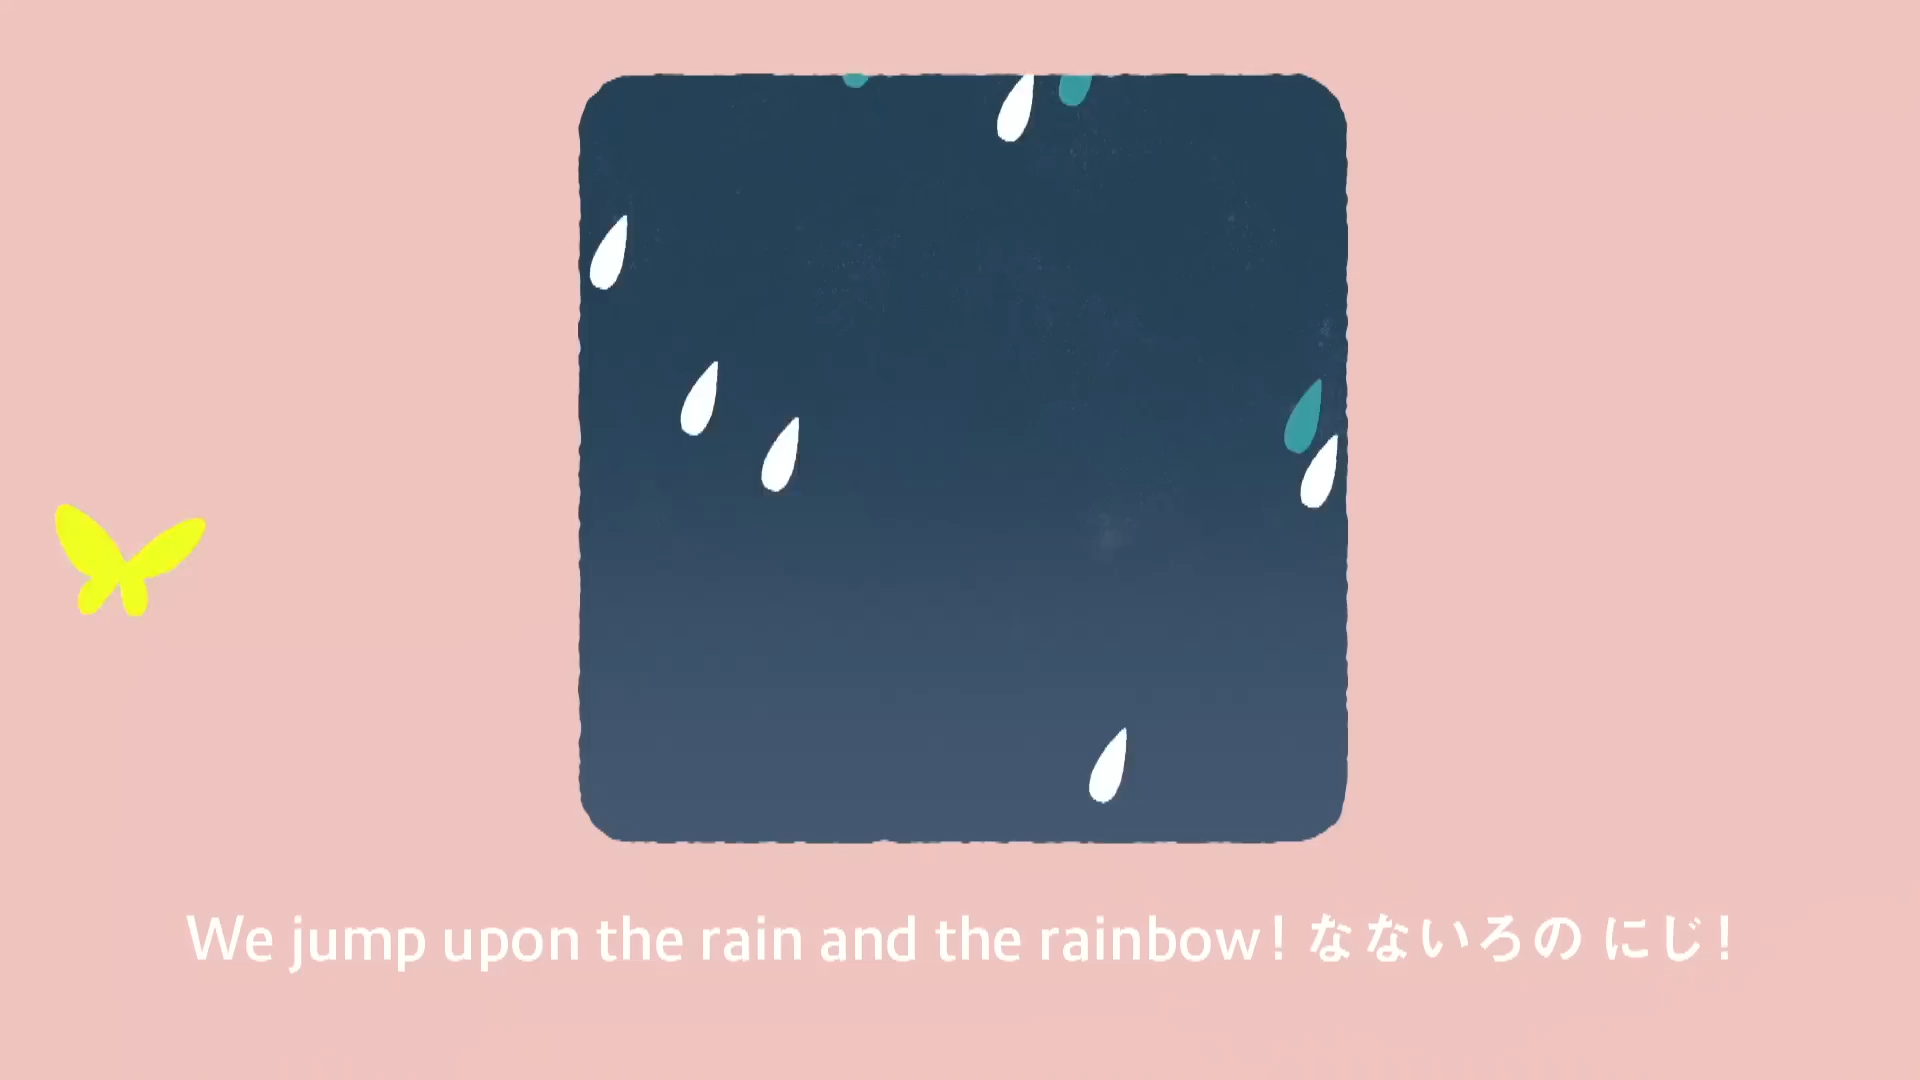 We jump upon the rain and the rainbow! なないろの にじ!